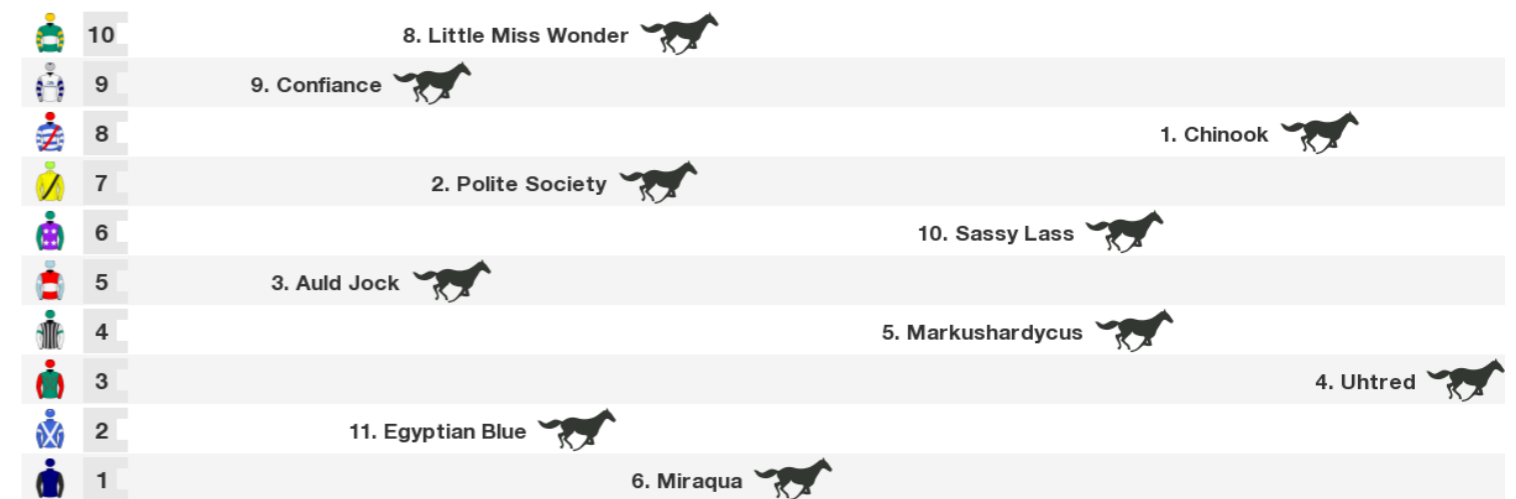 10 8. Little Miss Wonder
9 9. Confiance
8 1. Chinook
7 2. Polite Society
6 10. Sassy Lass
5 3. Auld Jock
4 5. Markushardycus
3 4. Uhtred
2 11. Egyptian Blue
1 6. Miraqua